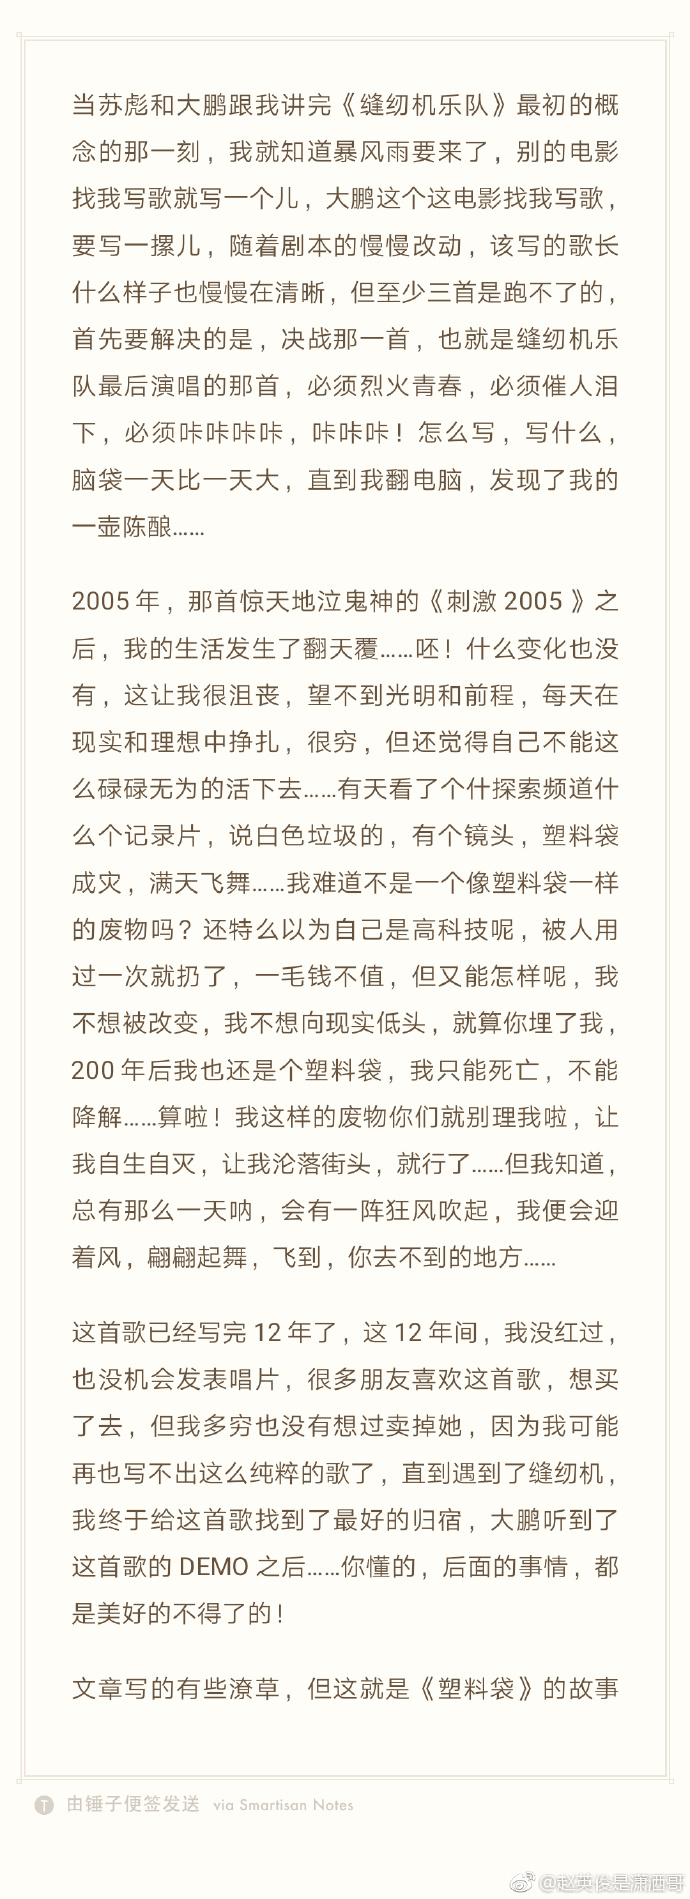 当苏彪和大鹏跟我讲完《缝纫机乐队》最初的概
念的那一刻，我就知道暴风雨要来了，别的电影
找我写歌就写一个儿，大鹏这个这电影找我写歌，
要写一摞儿，随着剧本的慢慢改动，该写的歌长
什么样子也慢慢在清晰，但至少三首是跑不了的，
首先要解决的是，决战那一首，也就是缝纫机乐
队最后演唱的那首，必须烈火青春，必须催人泪
下，必须咔咔咔咔，咔咔咔！怎么写，写什么，
脑袋一天比一天大，直到我翻电脑，发现了我的
一壶陈酿……
2005年，那首惊天地泣鬼神的《刺激2005》之
后，我的生活发生了翻天覆……呸！什么变化也没
有，这让我很沮丧，望不到光明和前程，每天在
现实和理想中挣扎，很穷，但还觉得自己不能这
么碌碌无为的活下去……有天看了个什探索频道什
么个记录片，说白色垃圾的，有个镜头，塑料袋
成灾，满天飞舞……我难道不是一个像塑料袋一样
的废物吗？还特么以为自己是高科技呢，被人用
过一次就扔了，一毛钱不值，但又能怎样呢，我
不想被改变，我不想向现实低头，就算你埋了我，
200年后我也还是个塑料袋，我只能死亡，不能
降解……算啦！我这样的废物你们就别理我啦，让
我自生自灭，让我沦落街头，就行了……但我知道，
总有那么一天呐，会有一阵狂风吹起，我便会迎
着风，翩翩起舞，飞到，你去不到的地方……
这首歌已经写完12年了，这12年间，我没红过，
也没机会发表唱片，很多朋友喜欢这首歌，想买
了去，但我多穷也没有想过卖掉她，因为我可能
再也写不出这么纯粹的歌了，直到遇到了缝纫机，
我终于给这首歌找到了最好的归宿，大鹏听到了
这首歌的DEMO之后……你懂的，后面的事情，都
是美好的不得了的！
文章写的有些潦草，但这就是《塑料袋》的故事
T 由锤子便签发送 via Smartisan Notes
@赵英俊是潇洒哥